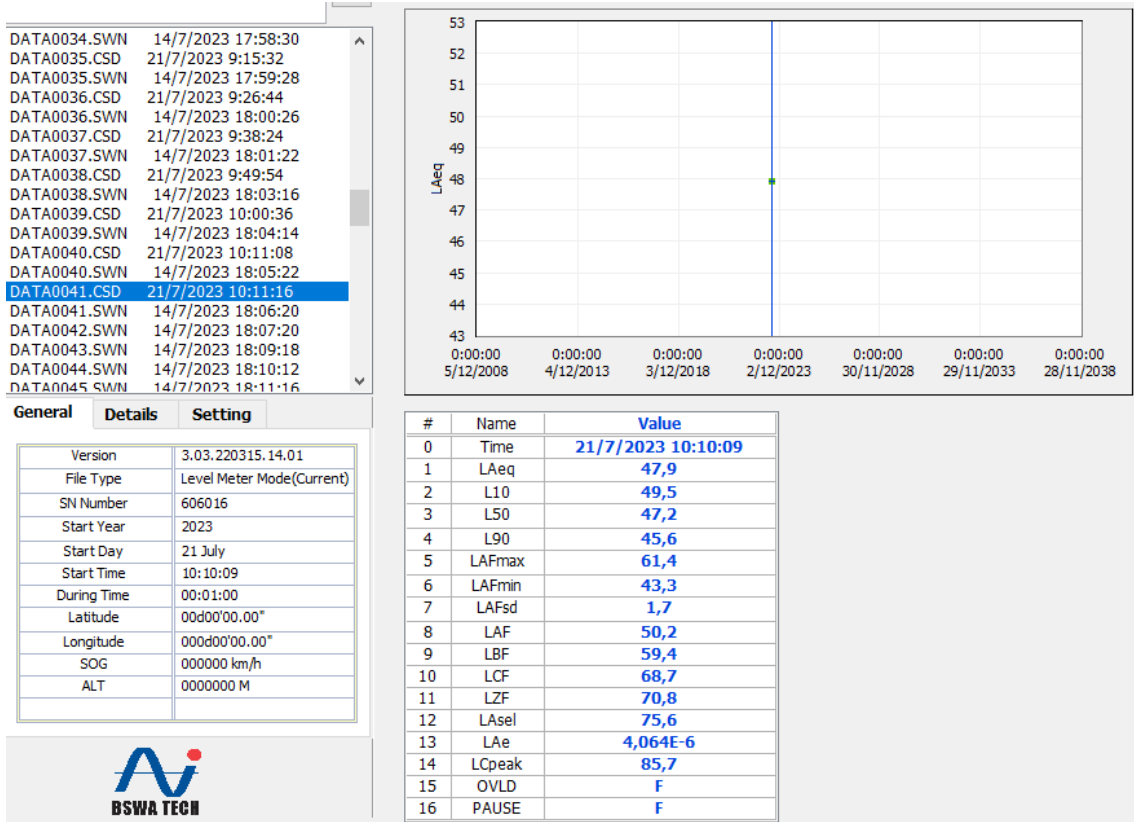 DATA0034.SWN 14/7/2023 17:58:30
DATA0035.CSD 21/7/2023 9:15:32
DATA0035.SWN 14/7/2023 17:59:28
DATA0036.CSD 21/7/2023 9:26:44
DATA0036.SWN 14/7/2023 18:00:26
DATA0037.CSD 21/7/2023 9:38:24
DATA0037.SWN 14/7/2023 18:01:22
DATA0038.CSD 21/7/2023 9:49:54
DATA0038.SWN 14/7/2023 18:03:16
DATA0039.CSD 21/7/2023 10:00:36
DATA0039.SWN 14/7/2023 18:04:14
DATA0040.CSD 21/7/2023 10:11:08
DATA0040.SWN 14/7/2023 18:05:22
DATA0041.CSD 21/7/2023 10:11:16
DATA0041.SWN 14/7/2023 18:06:20
DATA0042.SWN 14/7/2023 18:07:20
DATA0043.SWN 14/7/2023 18:09:18
DATA0044.SWN 14/7/2023 18:10:12
DATA0045 SWN 14/7/2023 18:11:16
General Details Setting
Version 3.03.220315.14.01
File Type Level Meter Mode(Current)
SN Number 606016
Start Year 2023
Start Day 21 July
Start Time 10:10:09
During Time 00:01:00
Latitude 00d00'00.00"
Longitude 000d00'00.00"
SOG 000000 km/h
ALT 0000000 M
BSWA TECH
LAeq
53
52
51
50
49
48
47
46
45
44
43
0:00:00 0:00:00 0:00:00 0:00:00 0:00:00 0:00:00 0:00:00
5/12/2008 4/12/2013 3/12/2018 2/12/2023 30/11/2028 29/11/2033 28/11/2038
# Name Value
0 Time 21/7/2023 10:10:09
1 LAeq 47,9
2 L10 49,5
3 L50 47,2
4 L90 45,6
5 LAFmax 61,4
6 LAFmin 43,3
7 LAFsd 1,7
8 LAF 50,2
9 LBF 59,4
10 LCF 68,7
11 LZF 70,8
12 LAsel 75,6
13 LAe 4,064E-6
14 LCpeak 85,7
15 OVLD F
16 PAUSE F